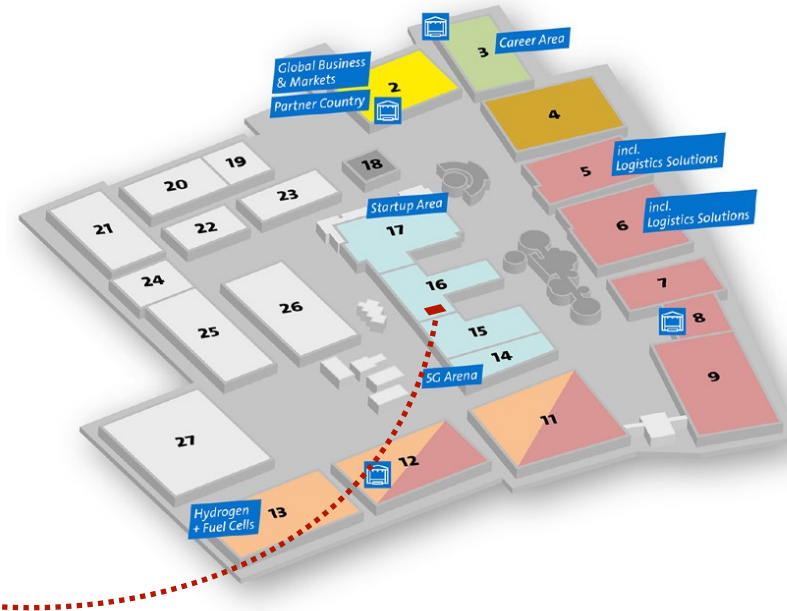 3
Career Area
Global Business
& Markets
Partner Country
2
4
5
incl.
Logistics Solutions
6
incl.
Logistics Solutions
19
20
18
23
21
22
Startup Area
17
24
16
26
25
15
14
7
8
9
5G Arena
11
27
12
13
Hydrogen
+ Fuel Cells